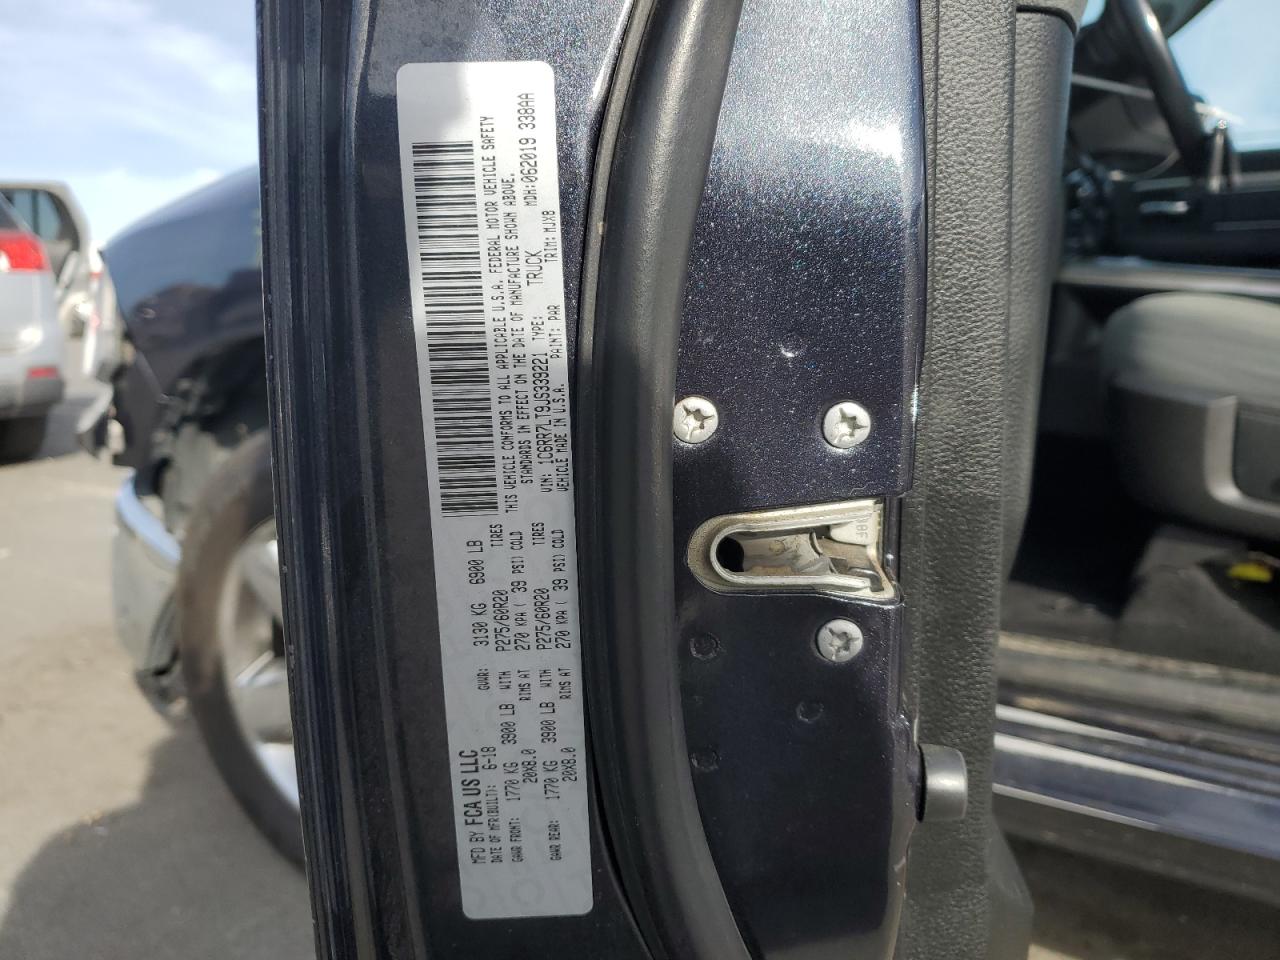 MFD BY FCA US LLC
DATE OF MFR(BUILT): 6-18 GVWR: 3130 KG 6900 LB
GAWR FRONT: 1770 KG 3900 LB WITH P275/60R20 TIRES
20X8.0 RIMS AT 270 KPA ( 39 PSI) COLD
GAWR REAR: 1770 KG 3900 LB WITH P275/60R20 TIRES
20X8.0 RIMS AT 270 KPA ( 39 PSI) COLD
THIS VEHICLE CONFORMS TO ALL APPLICABLE U.S.A. FEDERAL MOTOR VEHICLE SAFETY
STANDARDS IN EFFECT ON THE DATE OF MANUFACTURE SHOWN ABOVE.
VIN: 1C6RR7LT9JS339221 TYPE: TRUCK MDH:062019 338AA
VEHICLE MADE IN U.S.A. PAINT: PAR TRIM: MJX8